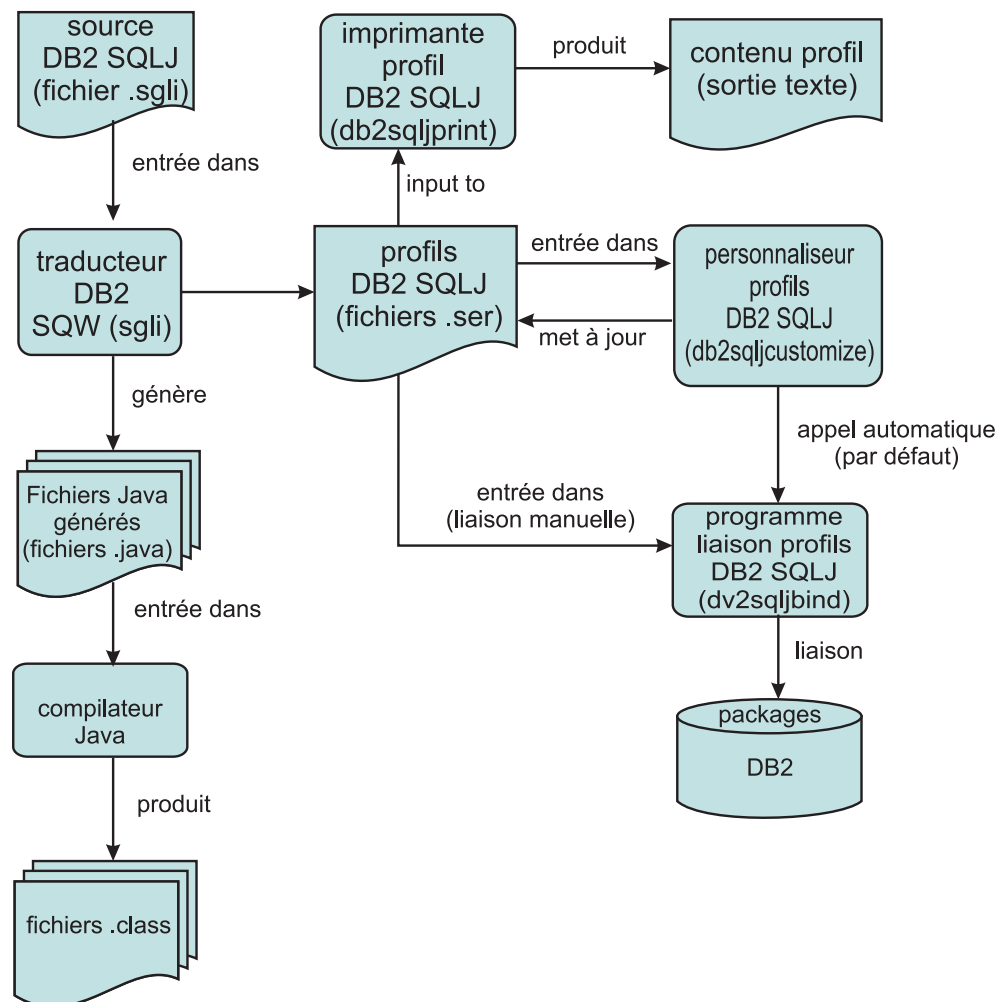 source
DB2 SQLJ
(fichier .sgli)
entrée dans
traducteur
DB2
SQW (sgli)
génère
Fichiers Java
générés
(fichiers .java)
entrée dans
compilateur
Java
produit
fichiers .class
imprimante
profil
DB2 SQLJ
(db2sqljprint)
produit
contenu profil
(sortie texte)
input to
profils
DB2 SQLJ
(fichiers .ser)
entrée dans
met à jour
personnaliseur
profils
DB2 SQLJ
(db2sqljcustomize)
appel automatique
(par défaut)
entrée dans
(liaison manuelle)
programme
liaison profils
DB2 SQLJ
(dv2sqljbind)
liaison
packages
DB2